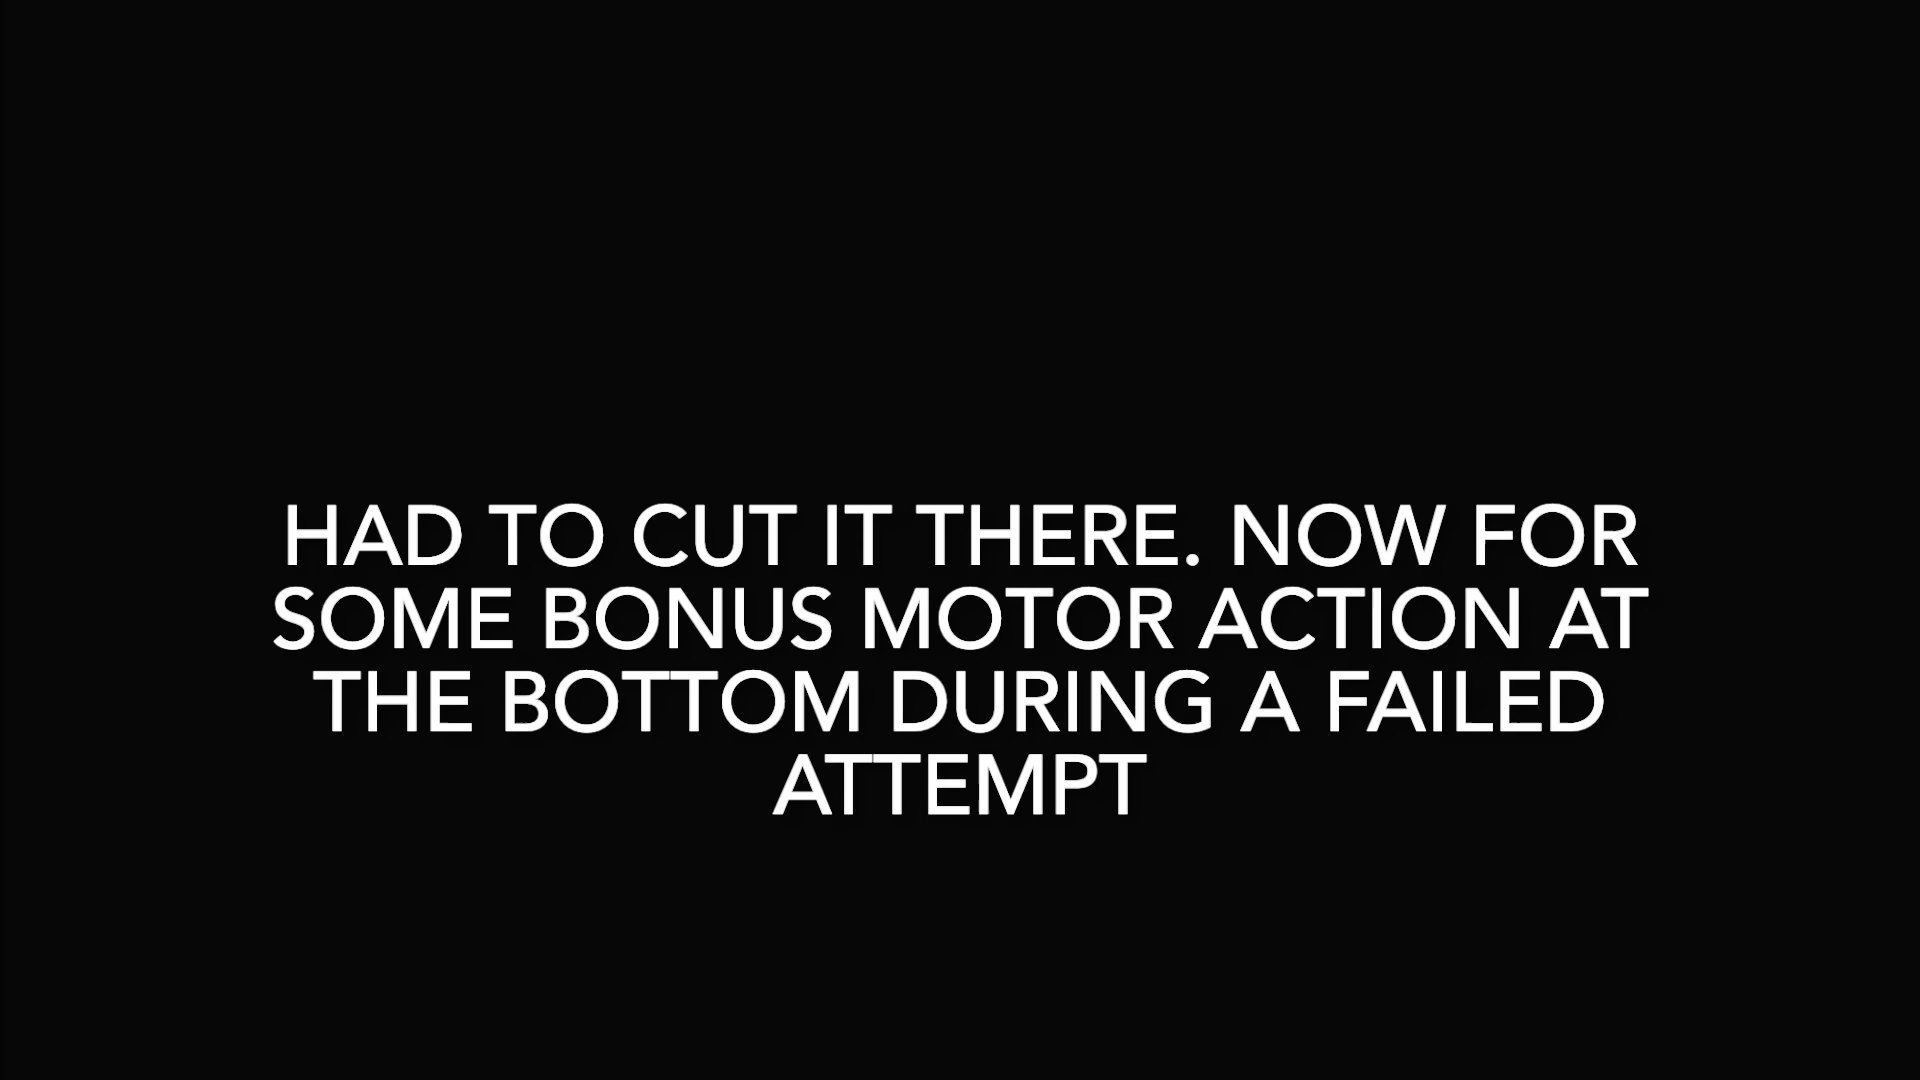 HAD TO CUT IT THERE. NOW FOR
SOME BONUS MOTOR ACTION AT
THE BOTTOM DURING A FAILED
ATTEMPT